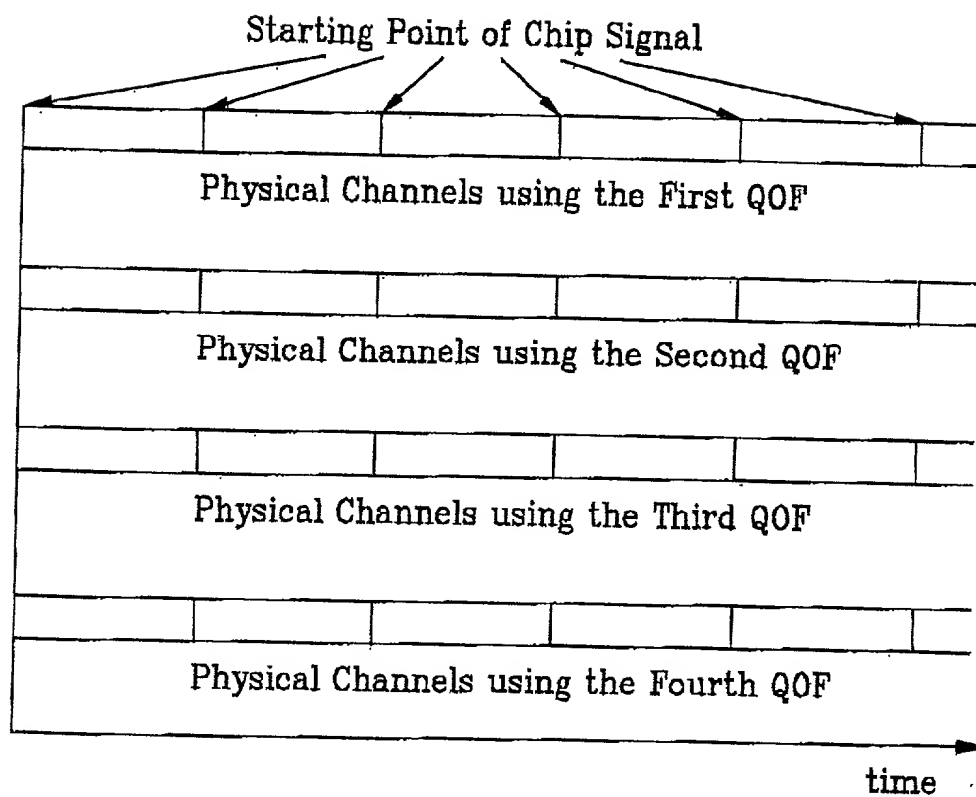 Starting Point of Chip Signal
Physical Channels using the First QOF
Physical Channels using the Second QOF
Physical Channels using the Third QOF
Physical Channels using the Fourth QOF
time